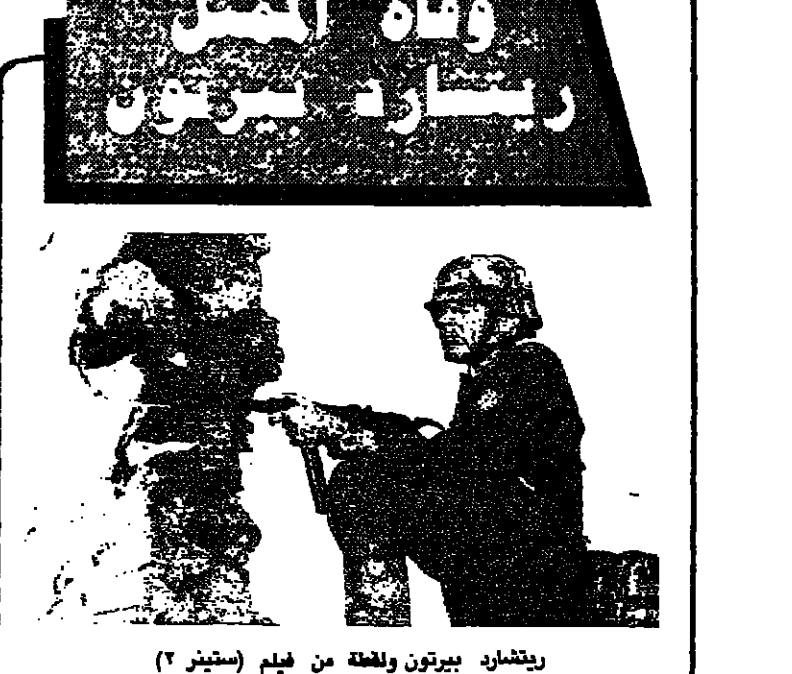 وفاة الممثل
ريتشارد بيرتون
ريتشارد بيرتون ولقطة من فيلم (ستينر ٢)